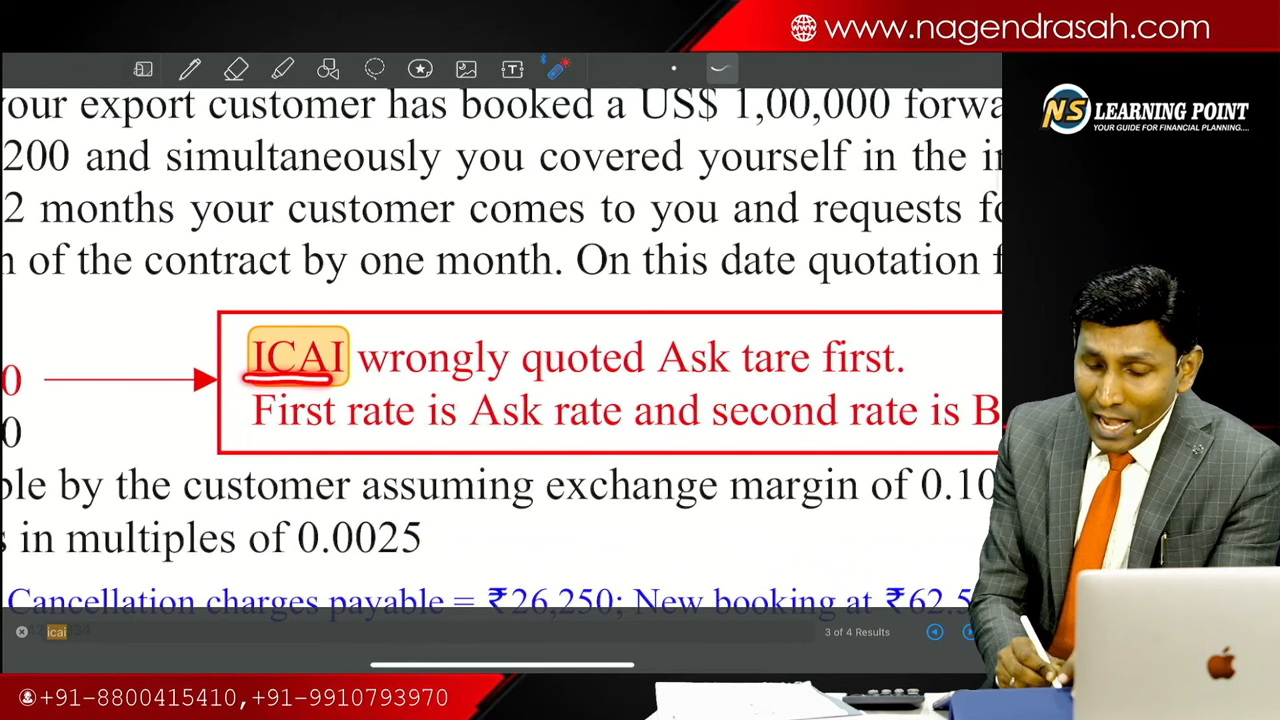 www.nagendrasah.com
NS LEARNING POINT
YOUR GUIDE FOR FINANCIAL PLANNING....
your export customer has booked a US$ 1,00,000
200 and simultaneously you covered yourself in the
2 months your customer comes to you and requests
of the contract by one month. On this date quotation
0
ICAI wrongly quoted Ask tare first.
First rate is Ask rate and second rate is B
0
by the customer assuming exchange margin of 0.10
in multiples of 0.0025
Cancellation charges payable = ₹26,250; New booking at ₹62.5
icai
3 of 4 Results
+91-8800415410,+91-9910793970